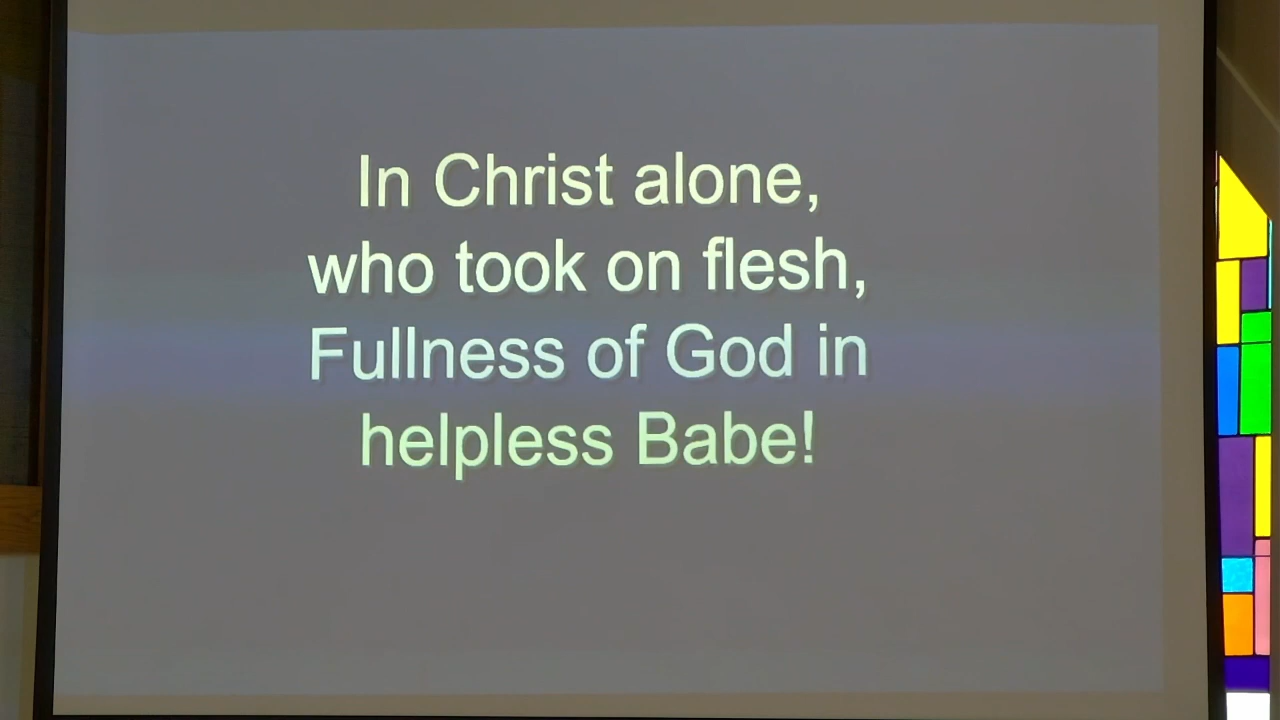 In Christ alone,
who took on flesh,
Fullness of God in
helpless Babe!